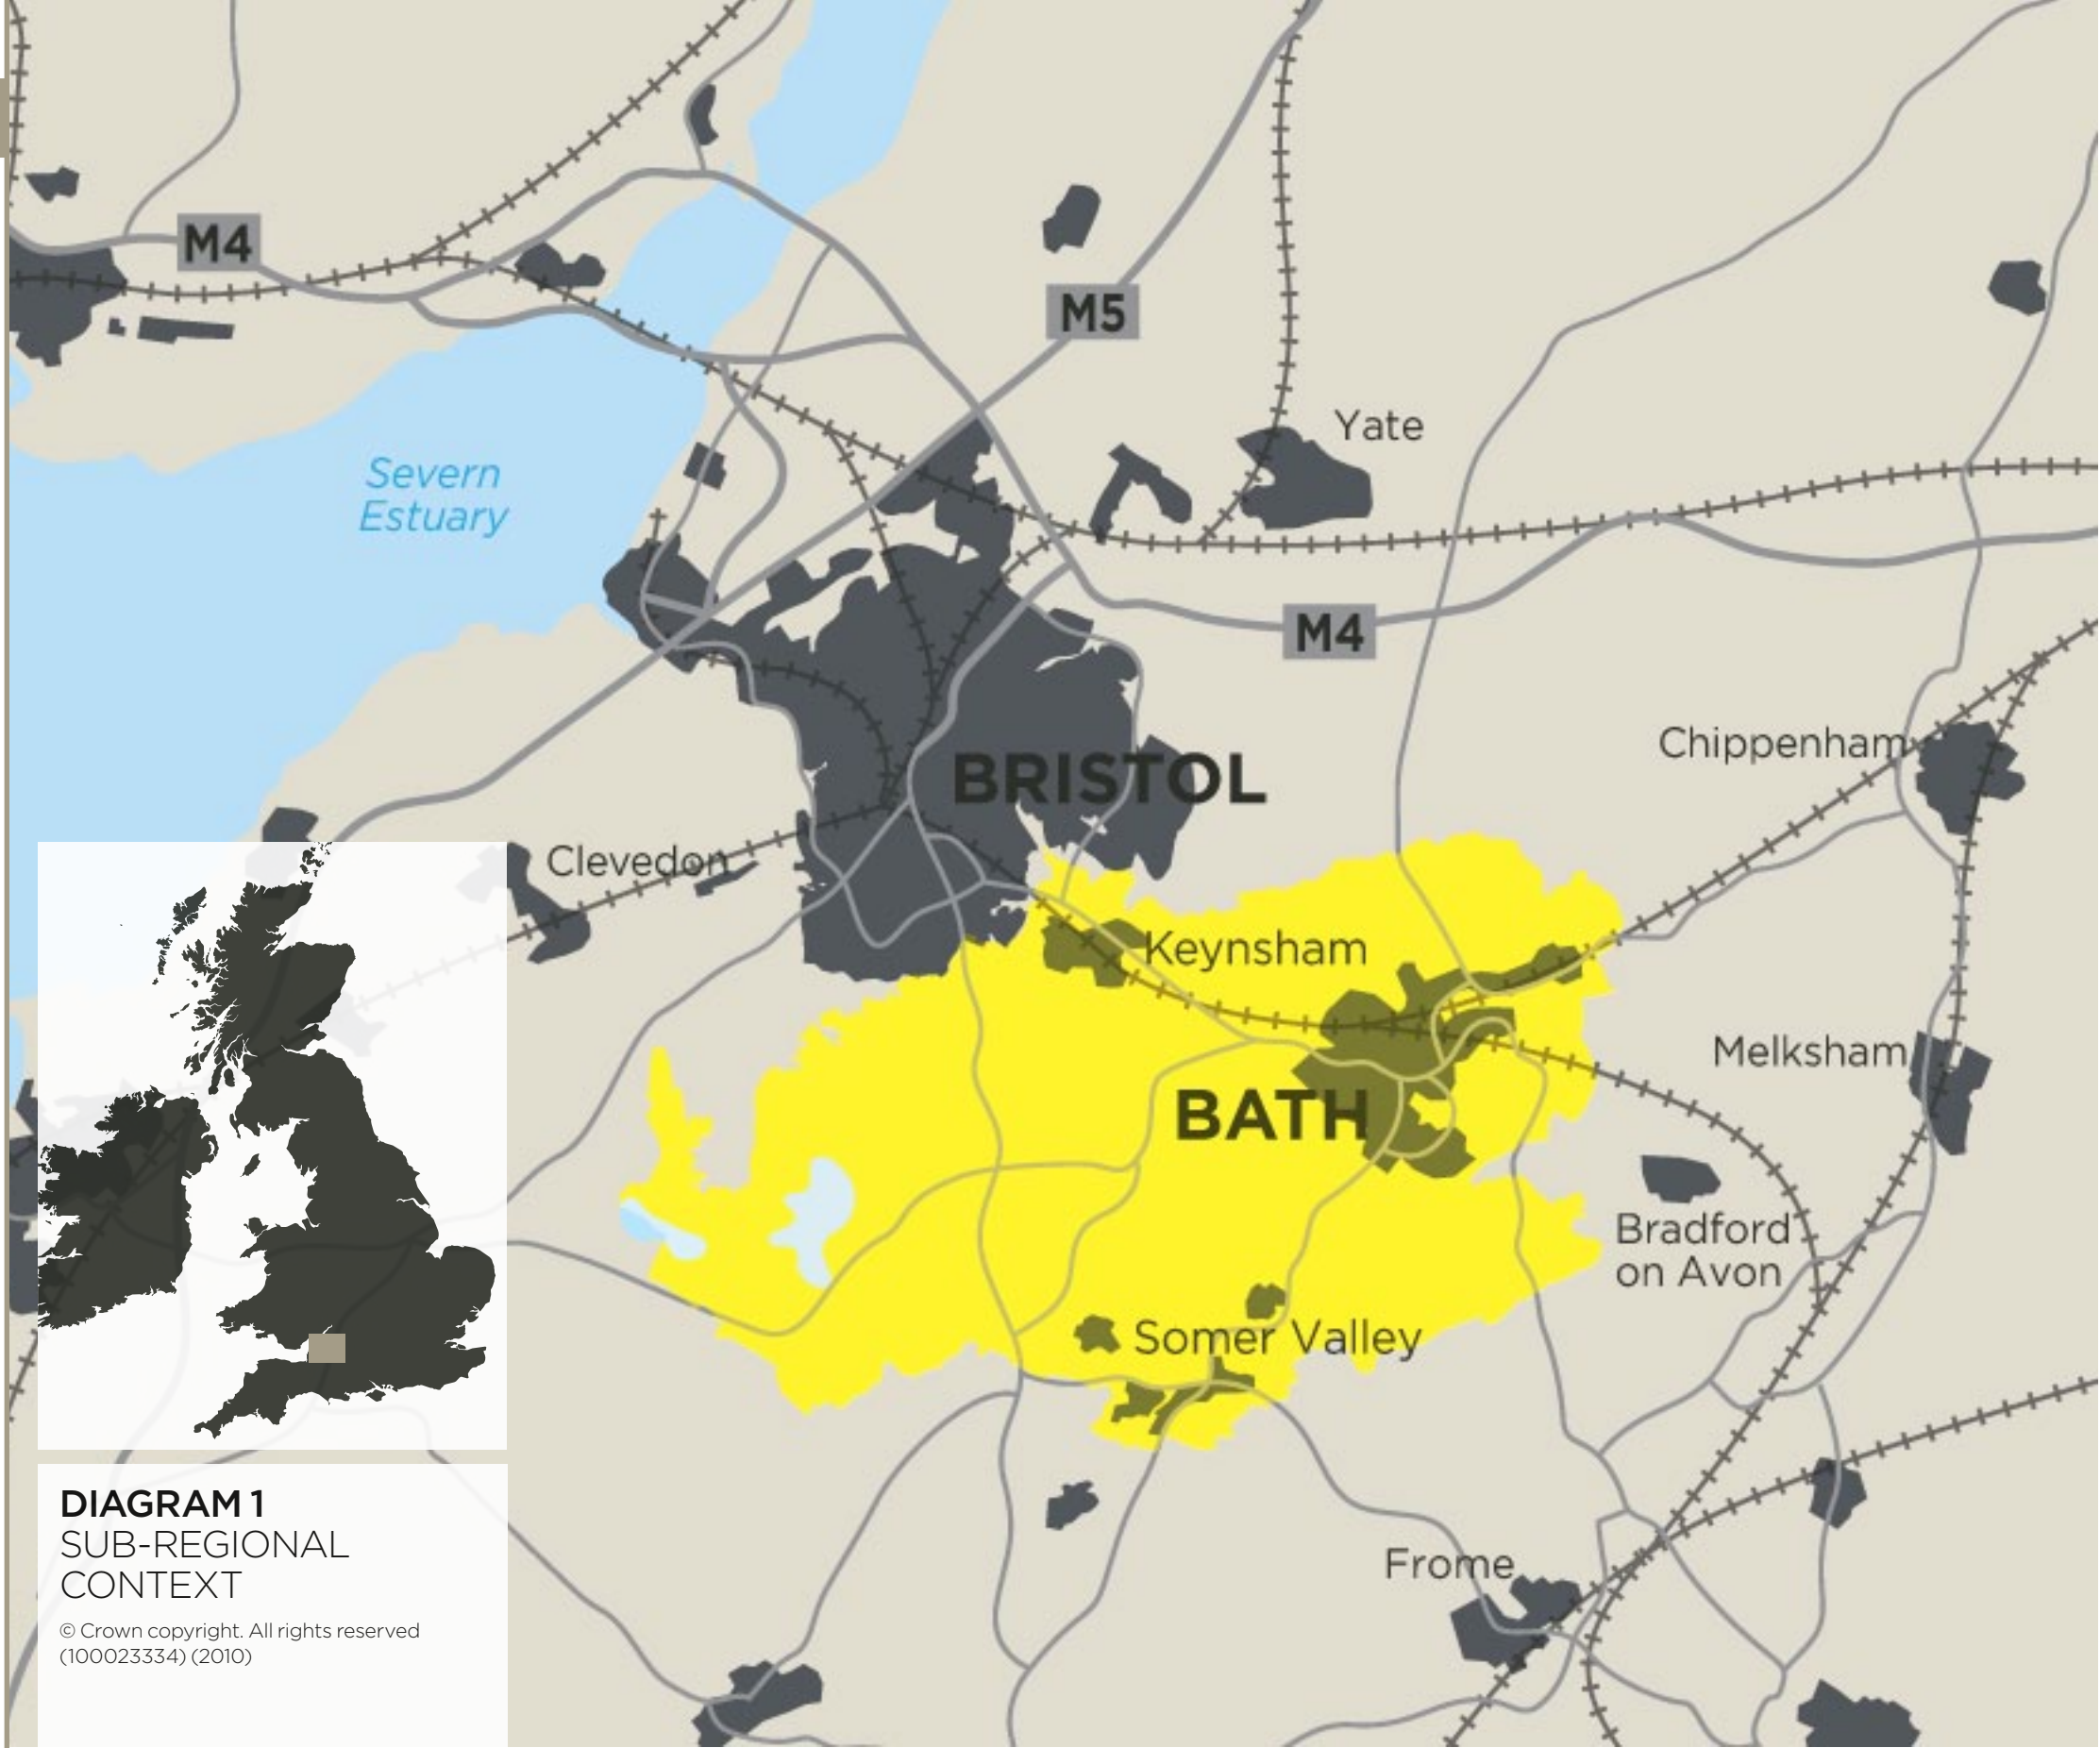 M4
M5
Yate
Severn
Estuary
M4
Chippenham
BRISTOL
Clevedon
Keynsham
Melksham
BATH
Bradford
on Avon
Somer Valley
Frome
DIAGRAM 1
SUB-REGIONAL
CONTEXT
© Crown copyright. All rights reserved
(100023334) (2010)